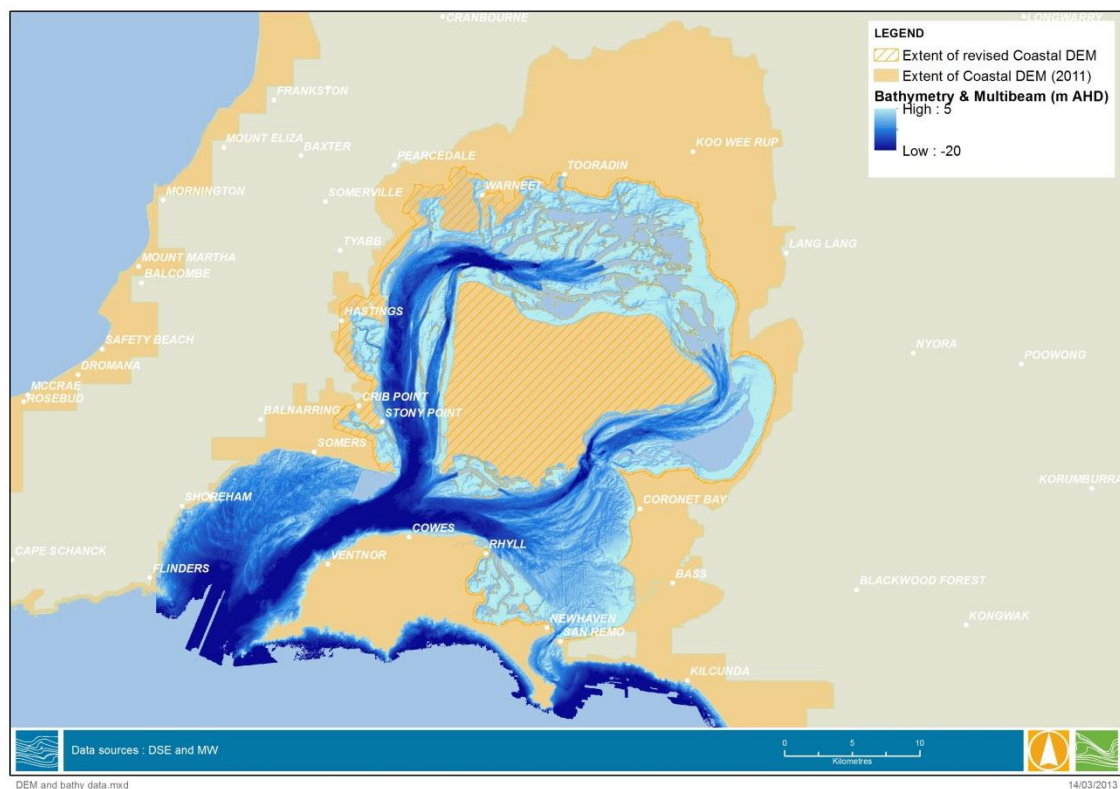 CRANBOURNE
LONGWARRY
LEGEND
Extent of revised Coastal DEM
Extent of Coastal DEM (2011)
Bathymetry & Multibeam (m AHD)
High : 5
Low : -20
FRANKSTON
MOUNT ELIZA
BAXTER
PEARCEDALE
KOO WEE RUP
TOORADIN
MORNINGTON
SOMERVILLE
WARNEET
TYABB
LANG LANG
MOUNT MARTHA
BALCOMBE
HASTINGS
SAFETY BEACH
NYORA
POOWONG
DROMANA
MCCRAE
ROSEBUD
CRIB POINT
BALNARRING
STONY POINT
SOMERS
KORUMBURRA
SHOREHAM
CORONET BAY
COWES
RHYLL
CAPE SCHANCK
VENTNOR
FLINDERS
BASS
BLACKWOOD FOREST
NEWHAVEN
KONGWAK
SAN REMO
KILCUNDA
Data sources : DSE and MW
0 5 10
Kilometres
DEM and bathy data.mxd
14/03/2013